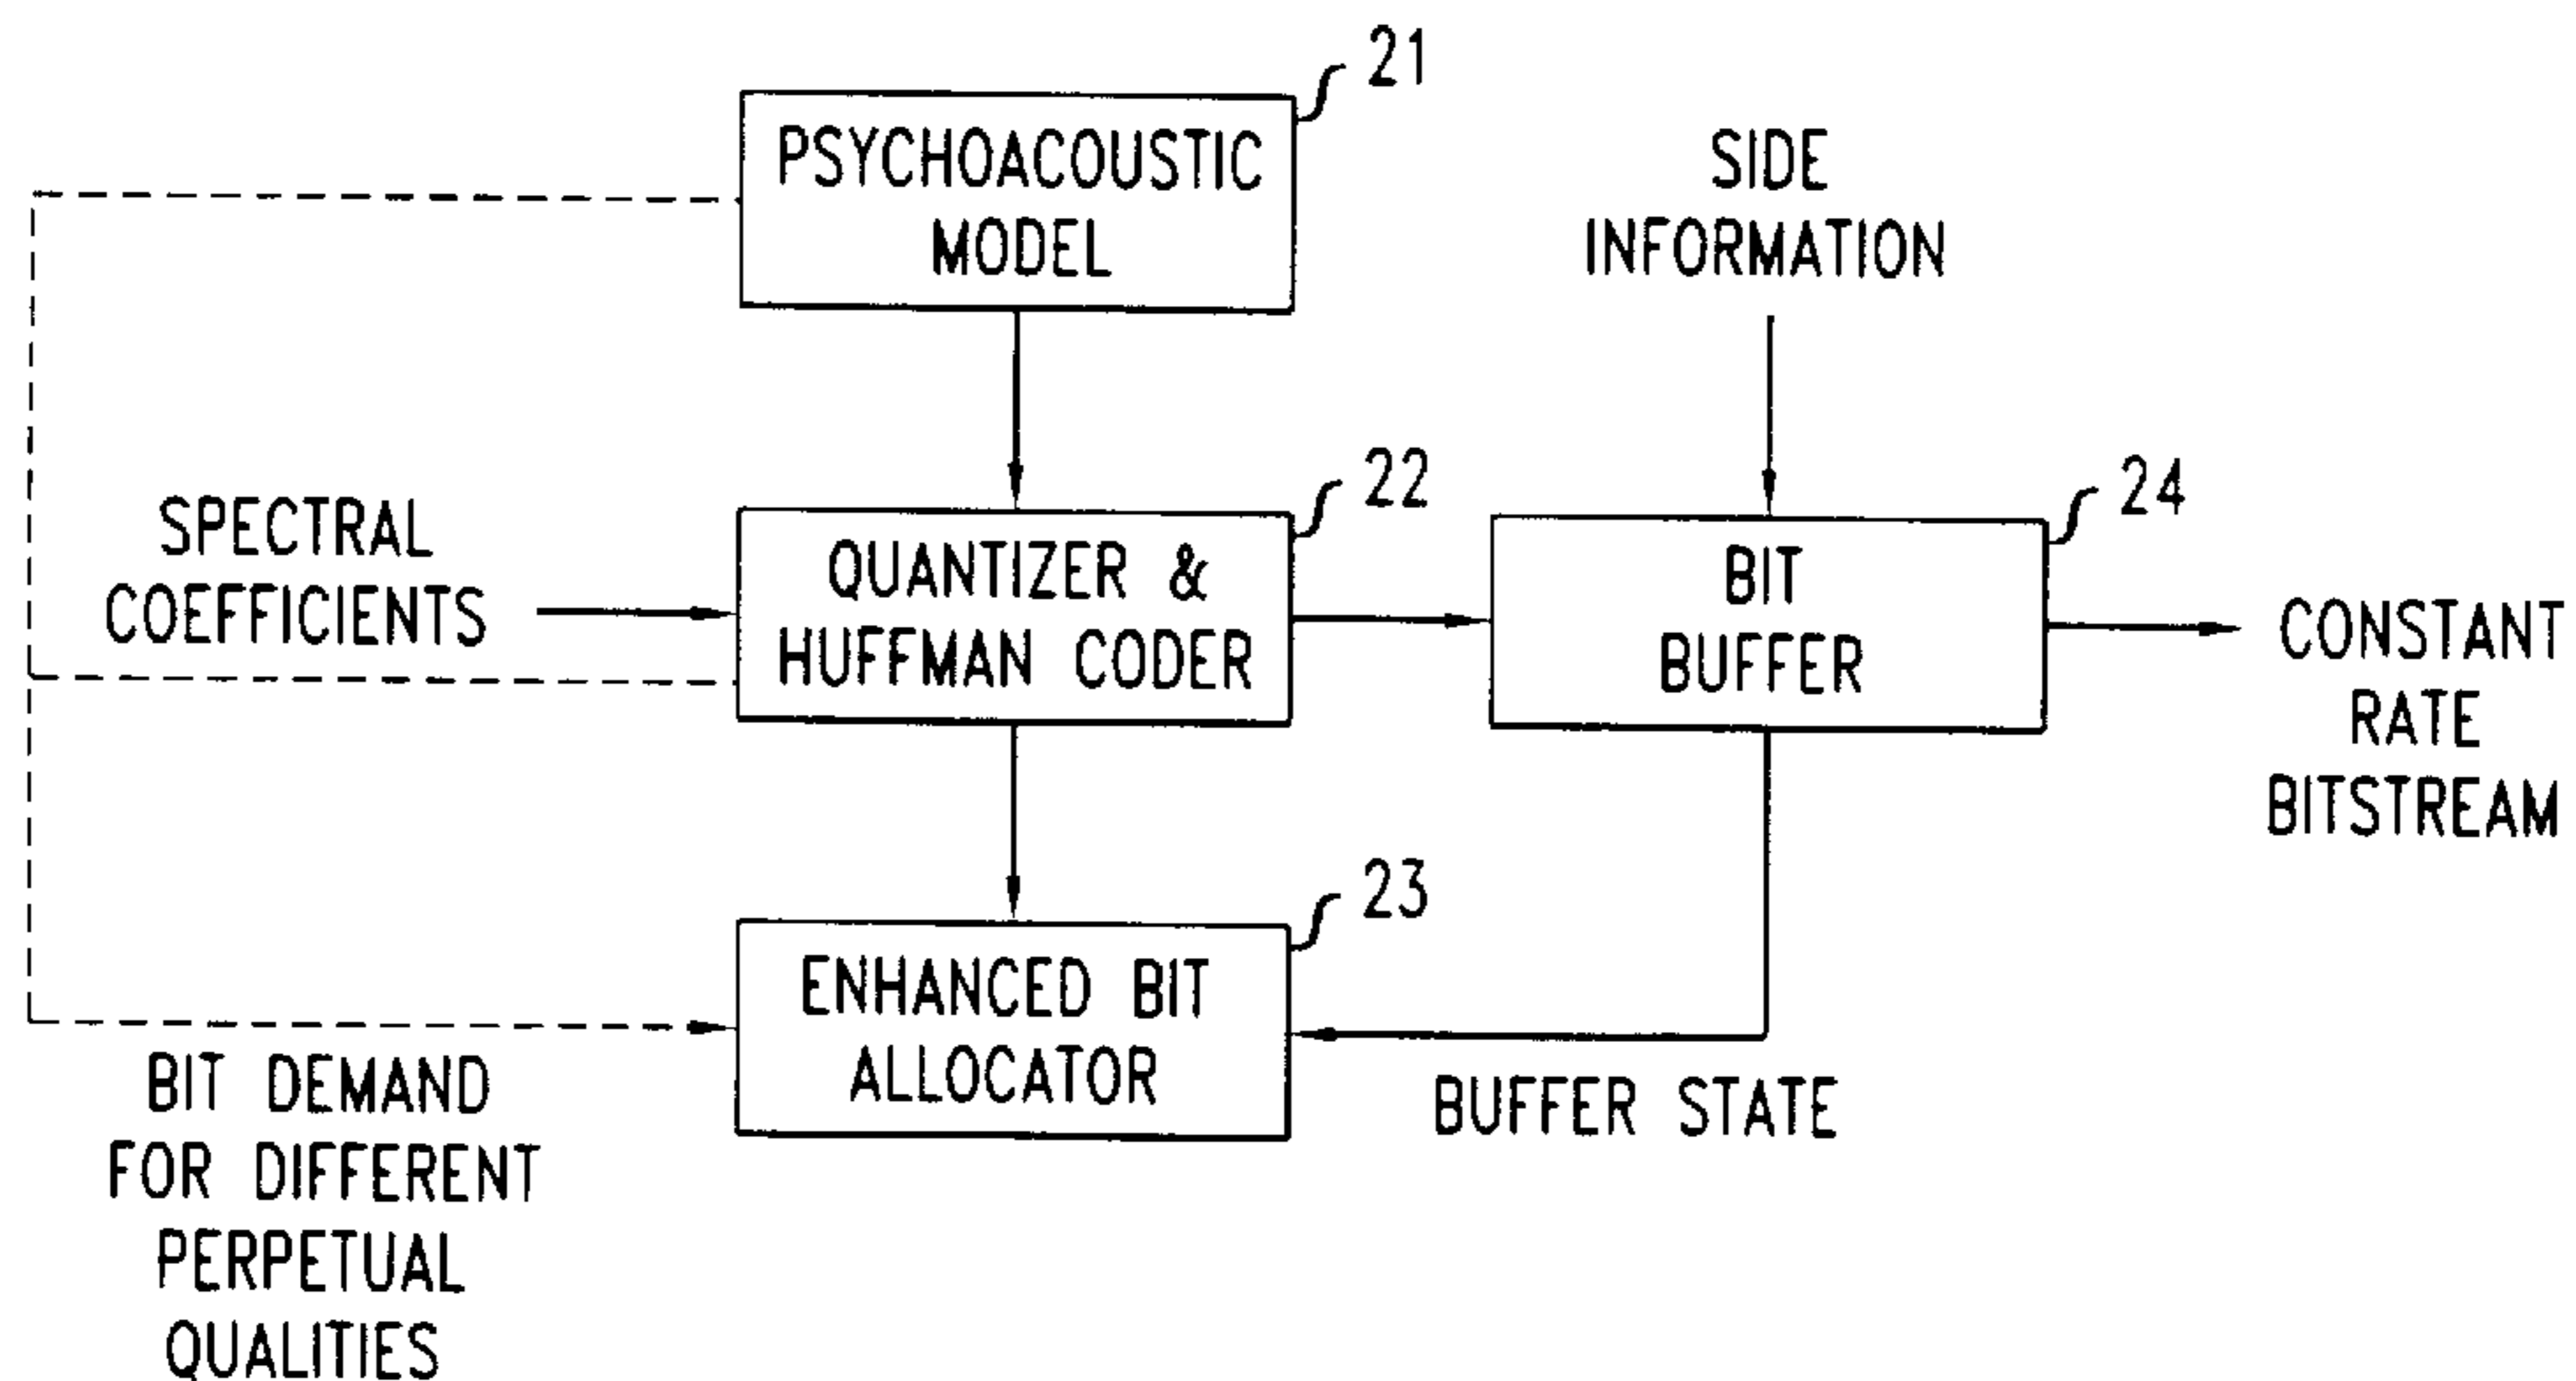 21
PSYCHOACOUSTIC
MODEL
SIDE
INFORMATION
SPECTRAL
COEFFICIENTS
22
QUANTIZER &
HUFFMAN CODER
24
BIT
BUFFER
CONSTANT
RATE
BITSTREAM
23
ENHANCED BIT
ALLOCATOR
BIT DEMAND
FOR DIFFERENT
PERPETUAL
QUALITIES
BUFFER STATE